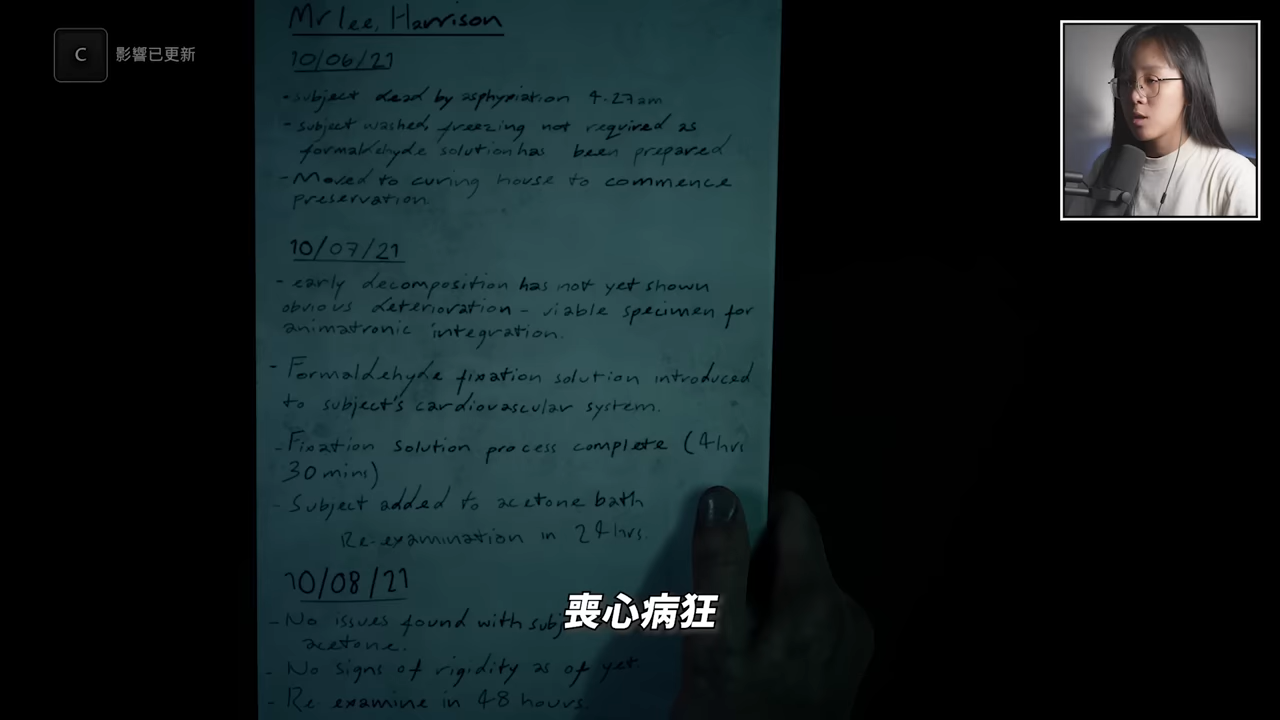 Mr lee, Harrison
C 影響已更新
10/06/21
- subject dead by asphyxiation 4.27am
- subject washed, freezing not required as
formaldehyde solution has been prepared
- Moved to curing house to commence
preservation.
10/07/21
- early decomposition has not yet shown
obvious deterioration - viable specimen for
animatronic integration.
- Formaldehyde fixation solution introduced
to subject's cardiovascular system.
- Fixation solution process complete (4hrs
30 mins)
- Subject added to acetone bath
Re-examination in 24hrs.
10/08/21
- No issues found with
acetone.
- No signs of rigidity as of yet.
- Re examine in 48 hours.
喪心病狂